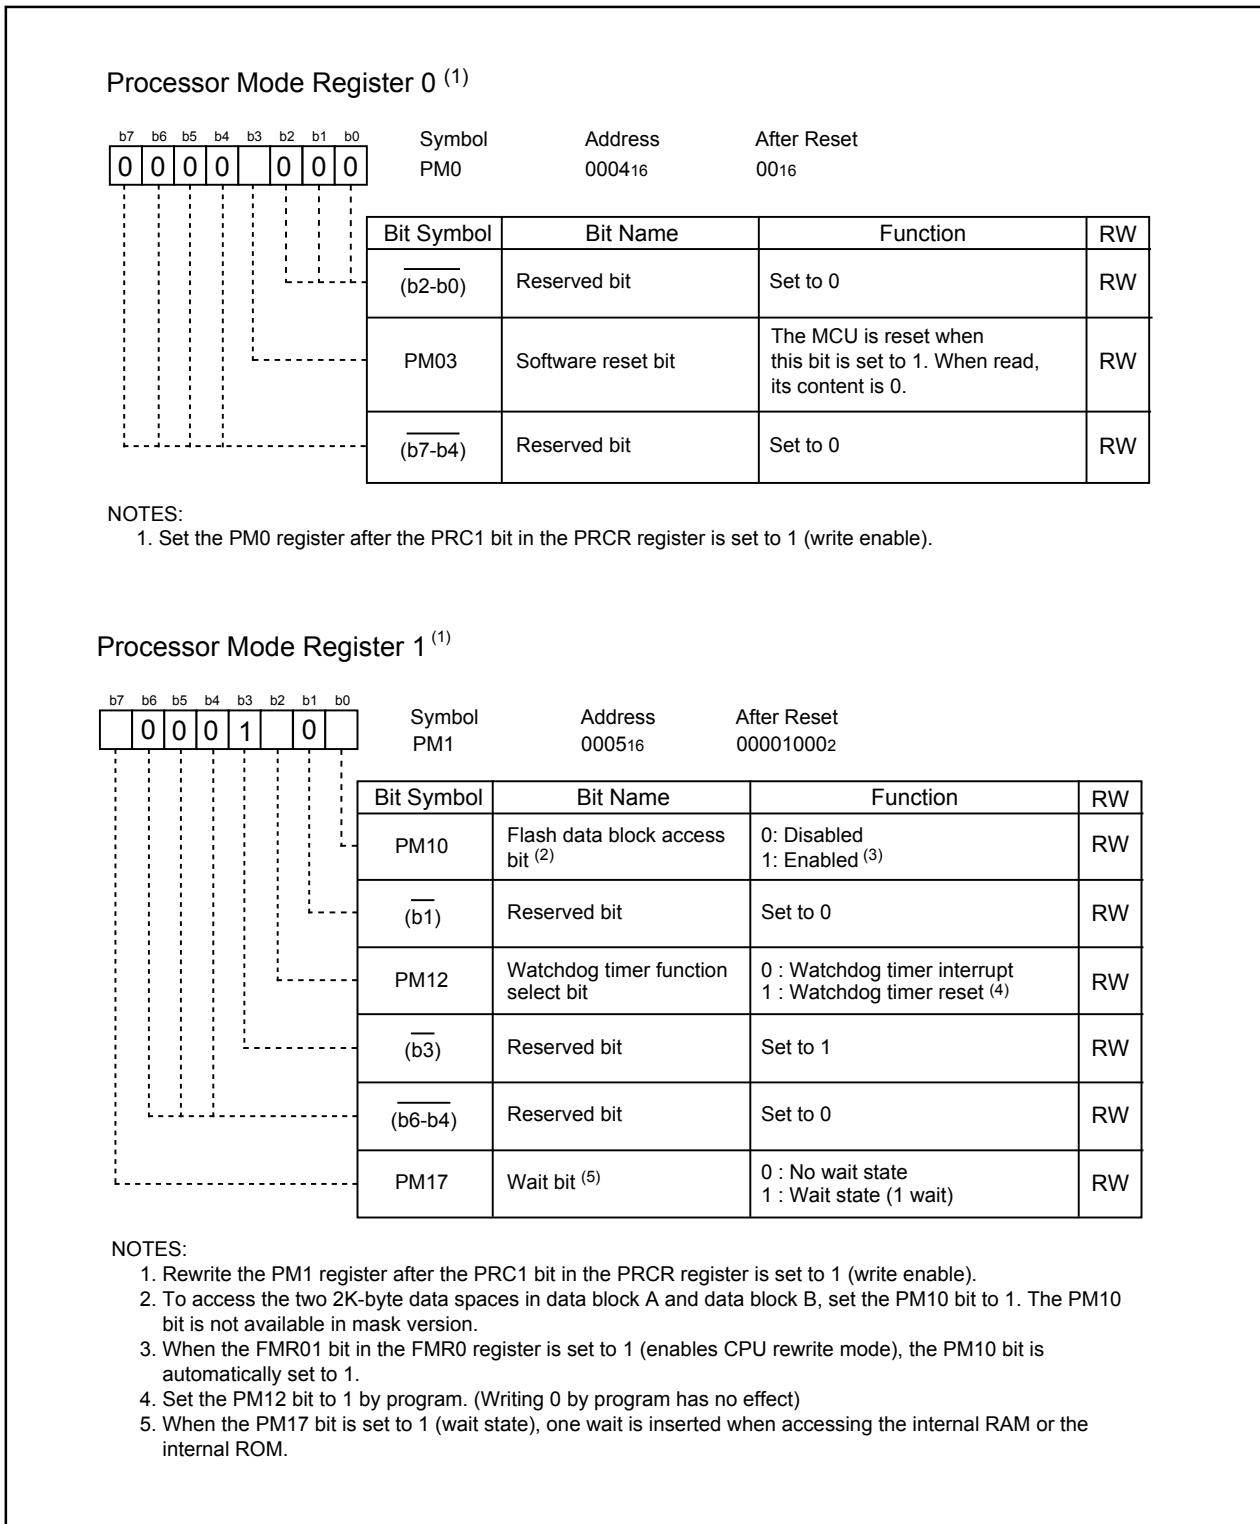 Processor Mode Register 0 (1)
b7 b6 b5 b4 b3 b2 b1 b0
Symbol Address After Reset
0 0 0 0 0 0 0
PM0 000416 0016
Bit Symbol Bit Name Function RW
(b2-b0) Reserved bit Set to 0 RW
The MCU is reset when
PM03 Software reset bit this bit is set to 1. When read, RW
its content is 0.
(b7-b4) Reserved bit Set to 0 RW
NOTES:
1. Set the PM0 register after the PRC1 bit in the PRCR register is set to 1 (write enable).
Processor Mode Register 1 (1)
b7 b6 b5 b4 b3 b2 b1 b0
Symbol Address After Reset
0 0 0 1 0
PM1 000516 000010002
Bit Symbol Bit Name Function RW
PM10 Flash data block access 0: Disabled RW
bit (2) 1: Enabled (3)
(b1) Reserved bit Set to 0 RW
PM12 Watchdog timer function 0 : Watchdog timer interrupt RW
select bit 1 : Watchdog timer reset (4)
(b3) Reserved bit Set to 1 RW
(b6-b4) Reserved bit Set to 0 RW
PM17 Wait bit (5) 0 : No wait state RW
1 : Wait state (1 wait)
NOTES:
1. Rewrite the PM1 register after the PRC1 bit in the PRCR register is set to 1 (write enable).
2. To access the two 2K-byte data spaces in data block A and data block B, set the PM10 bit to 1. The PM10
bit is not available in mask version.
3. When the FMR01 bit in the FMR0 register is set to 1 (enables CPU rewrite mode), the PM10 bit is
automatically set to 1.
4. Set the PM12 bit to 1 by program. (Writing 0 by program has no effect)
5. When the PM17 bit is set to 1 (wait state), one wait is inserted when accessing the internal RAM or the
internal ROM.